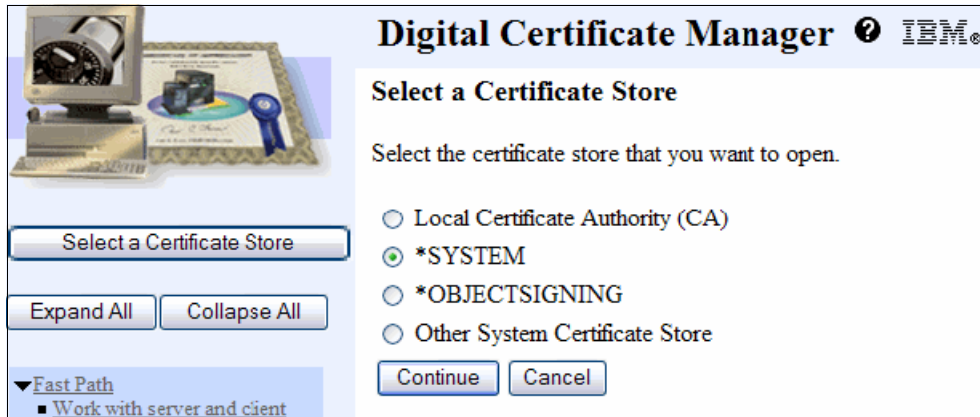 Digital Certificate Manager ? IBM®
Select a Certificate Store
Expand All Collapse All
Fast Path
Work with server and client
Select a Certificate Store
Select the certificate store that you want to open.
Local Certificate Authority (CA)
*SYSTEM
*OBJECTSIGNING
Other System Certificate Store
Continue Cancel